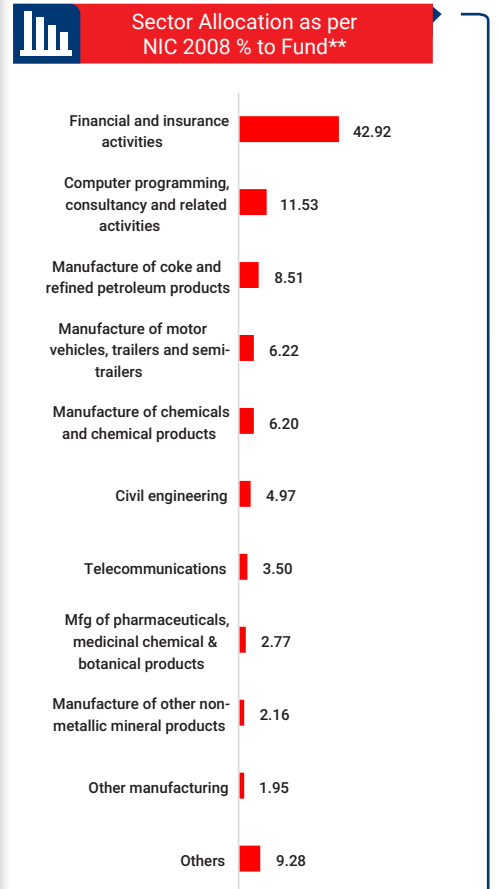 Sector Allocation as per
NIC 2008 % to Fund**
Financial and insurance
activities
42.92
Computer programming,
consultancy and related
activities
11.53
Manufacture of coke and
refined petroleum products
8.51
Manufacture of motor
vehicles, trailers and semi-
trailers
6.22
Manufacture of chemicals
and chemical products
6.20
Civil engineering
4.97
Telecommunications
3.50
Mfg of pharmaceuticals,
medicinal chemical &
botanical products
2.77
Manufacture of other non-
metallic mineral products
2.16
Other manufacturing
1.95
Others
9.28